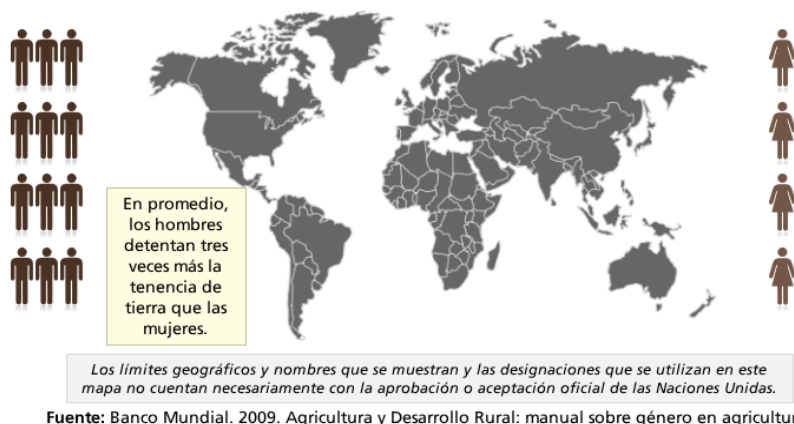 En promedio,
los hombres
detentan tres
veces más la
tenencia de
tierra que las
mujeres.
Los límites geográficos y nombres que se muestran y las designaciones que se utilizan en este
mapa no cuentan necesariamente con la aprobación o aceptación oficial de las Naciones Unidas.
Fuente: Banco Mundial. 2009. Agricultura y Desarrollo Rural: manual sobre género en agricultu